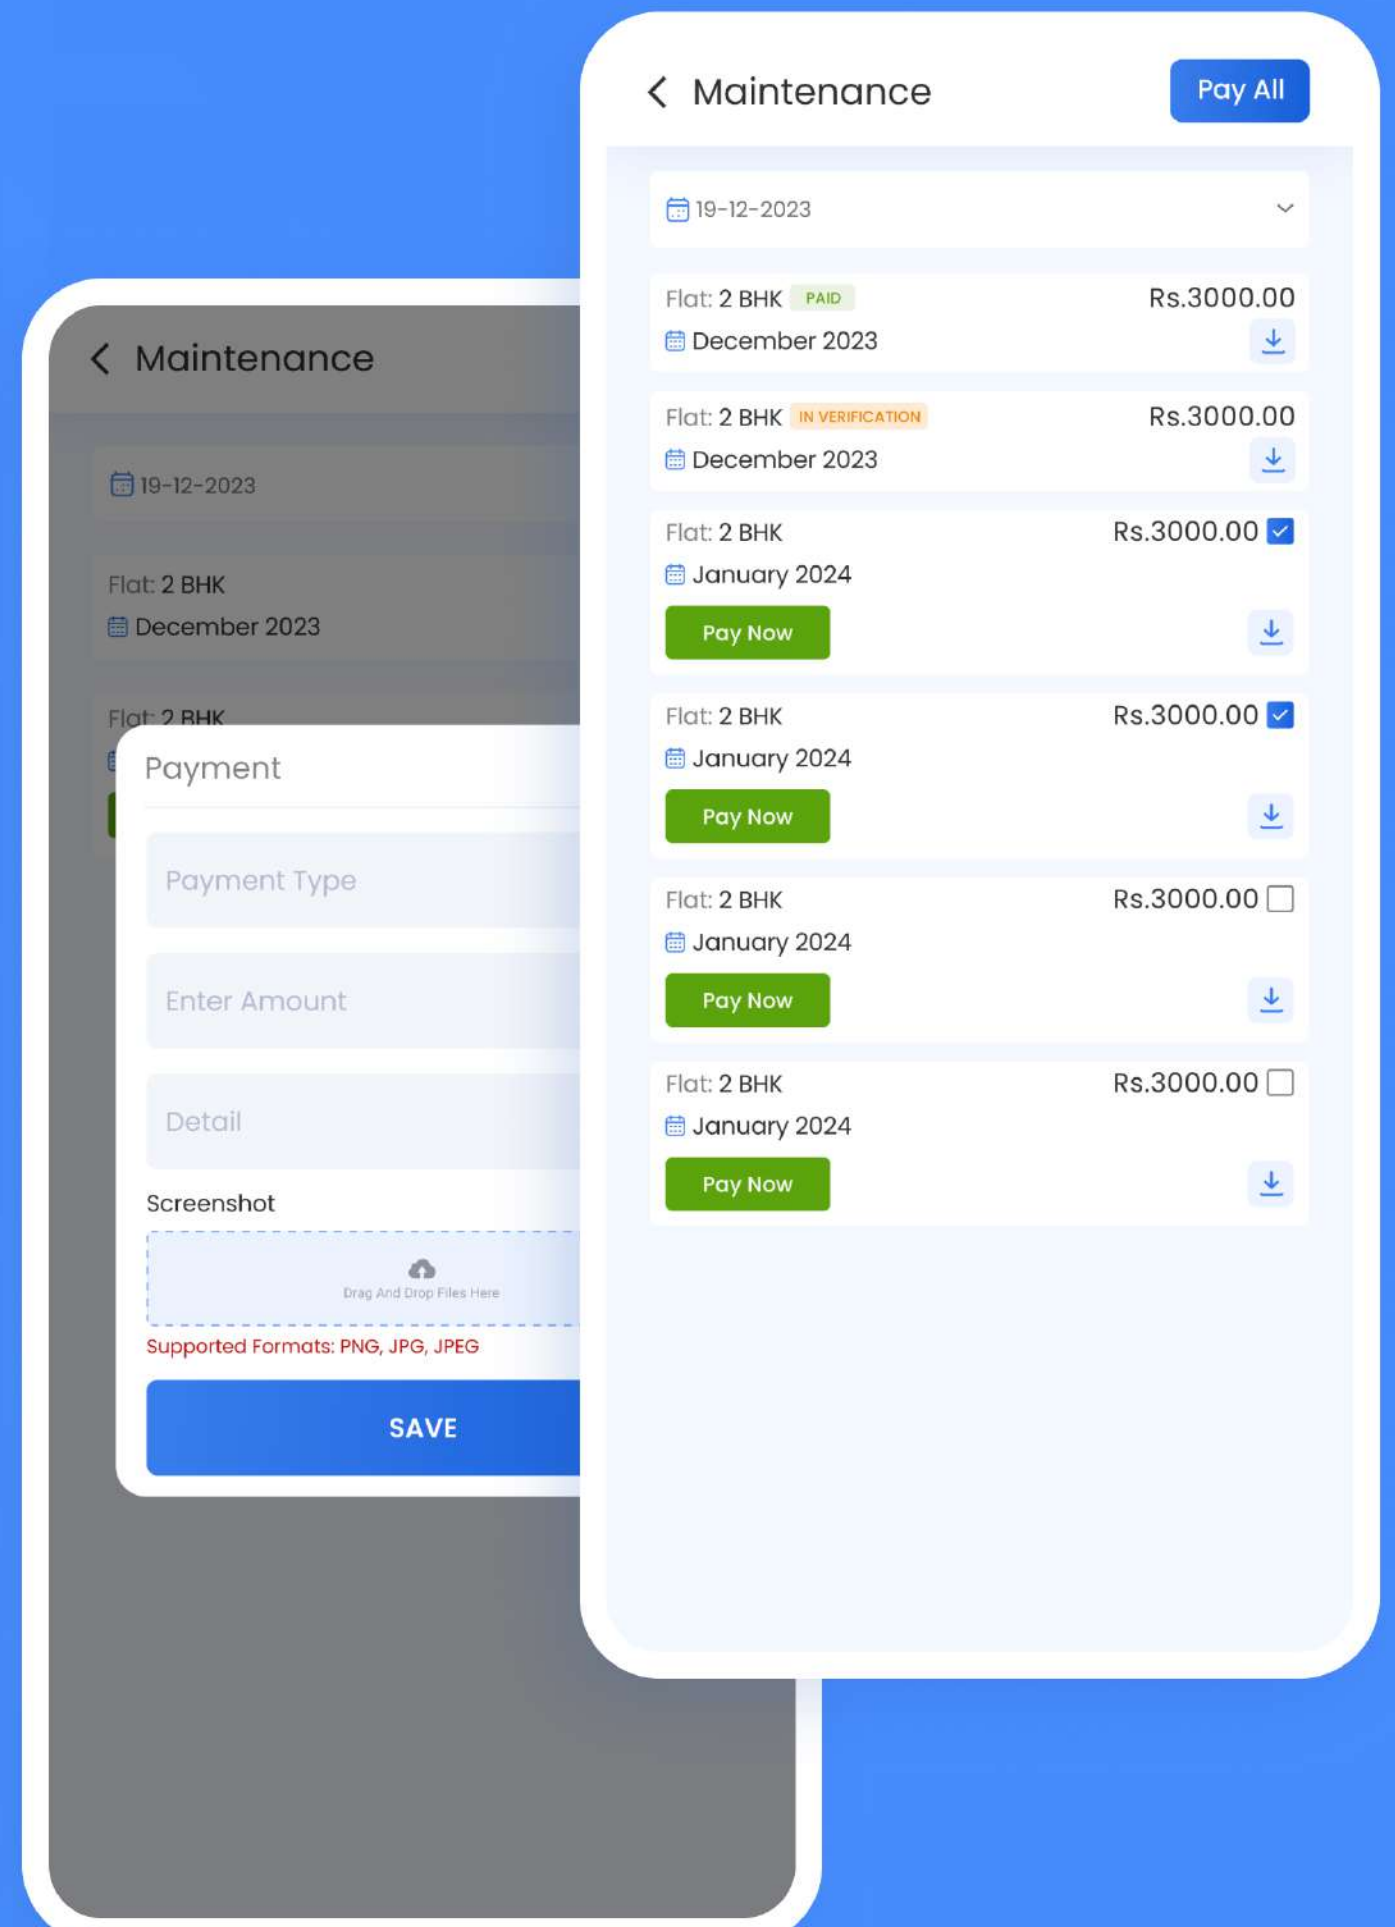 Maintenance
Pay All
19-12-2023
Flat: 2 BHK PAID Rs.3000.00
December 2023
Flat: 2 BHK IN VERIFICATION Rs.3000.00
December 2023
Flat: 2 BHK Rs.3000.00
January 2024
Pay Now
Flat: 2 BHK Rs.3000.00
January 2024
Pay Now
Flat: 2 BHK Rs.3000.00
January 2024
Pay Now
Flat: 2 BHK Rs.3000.00
January 2024
Pay Now
Maintenance
19-12-2023
Flat: 2 BHK
December 2023
Flat: 2 BHK
Payment
Payment Type
Enter Amount
Detail
Screenshot
Drag And Drop Files Here
Supported Formats: PNG, JPG, JPEG
SAVE